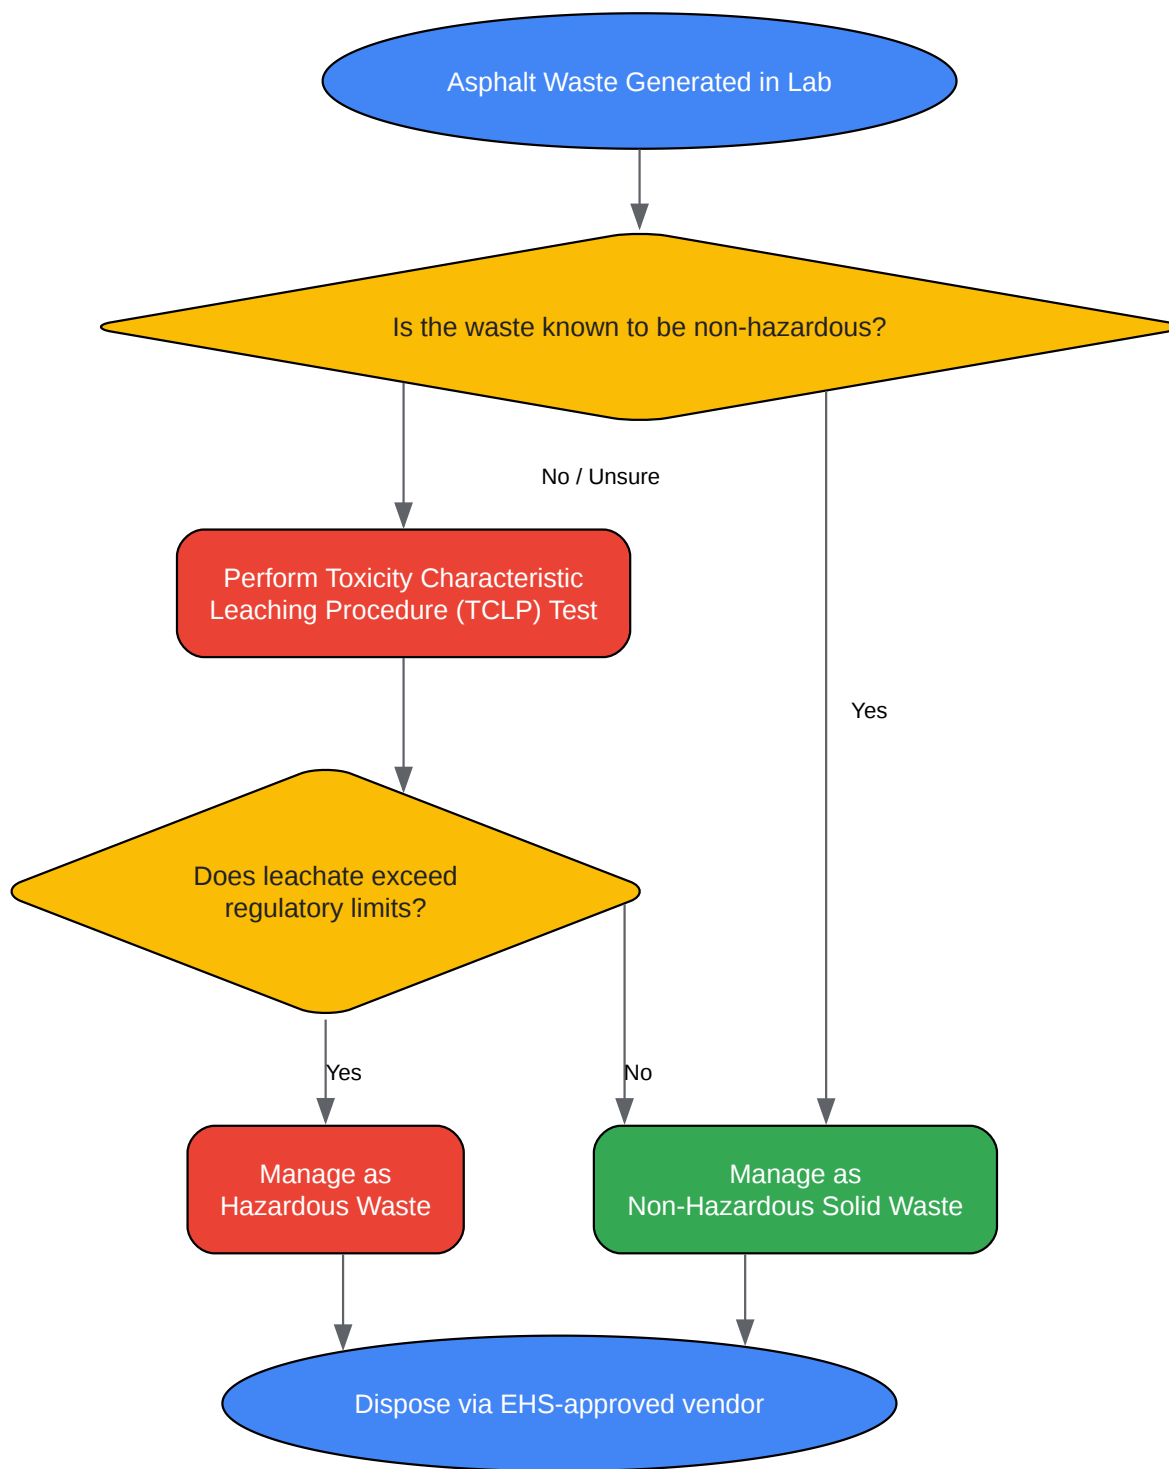 Asphalt Waste Generated in Lab
Is the waste known to be non-hazardous?
No / Unsure
Perform Toxicity Characteristic
Leaching Procedure (TCLP) Test
Yes
Does leachate exceed
regulatory limits?
Yes
No
Manage as
Hazardous Waste
Manage as
Non-Hazardous Solid Waste
Dispose via EHS-approved vendor